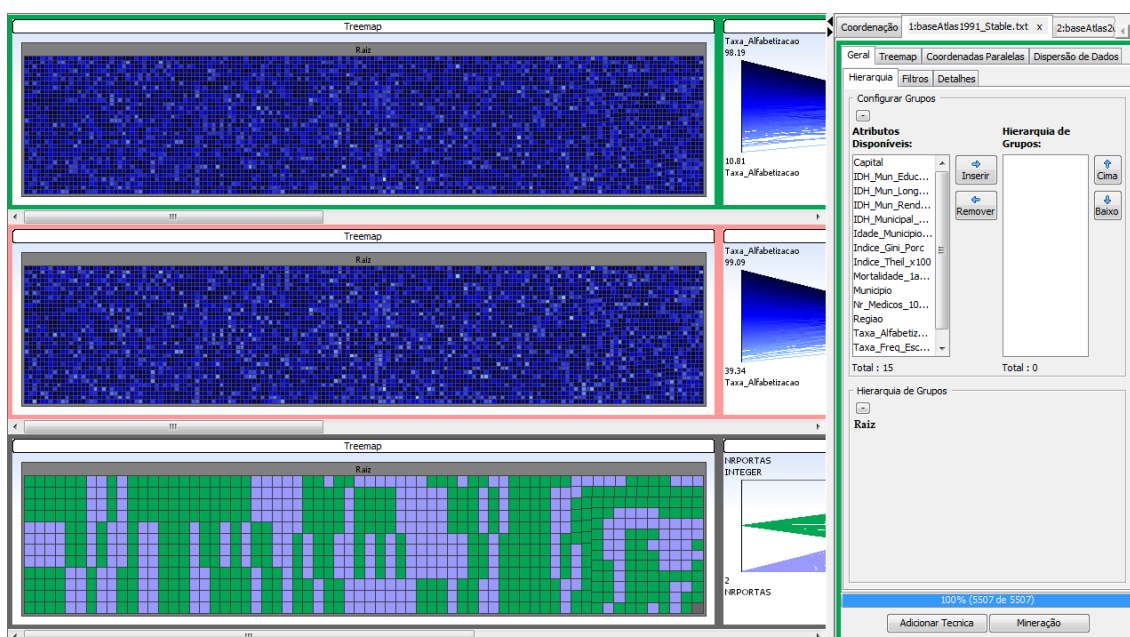 Treemap
Raiz
Taxa_Alfabetizacao
98.19
10.81
Taxa_Alfabetizacao
Treemap
Raiz
Taxa_Alfabetizacao
99.09
39.34
Taxa_Alfabetizacao
Treemap
Raiz
NRPORTAS
INTEGER
2
NRPORTAS
Coordenação
1:baseAtlas1991_Stable.txt x
2:baseAtlas2
Geral
Treemap
Coordenadas Paralelas
Dispersão de Dados
Hierarquia
Filtros
Detalhes
Configurar Grupos
-
Atributos Disponíveis:
Hierarquia de Grupos:
Capital
IDH_Mun_Educ...
IDH_Mun_Long...
IDH_Mun_Rend...
IDH_Municipal_...
Idade_Municipio...
Indice_Gini_Porc
Indice_Theil_x100
Mortalidade_1a...
Municipio
Nr_Medicos_10...
Regiao
Taxa_Alfabetiz...
Taxa_Freq_Esc...
Inserir
Remover
Cima
Baixo
Total : 15
Total : 0
Hierarquia de Grupos
-
Raiz
100% (5507 de 5507)
Adicionar Tecnica
Mineração